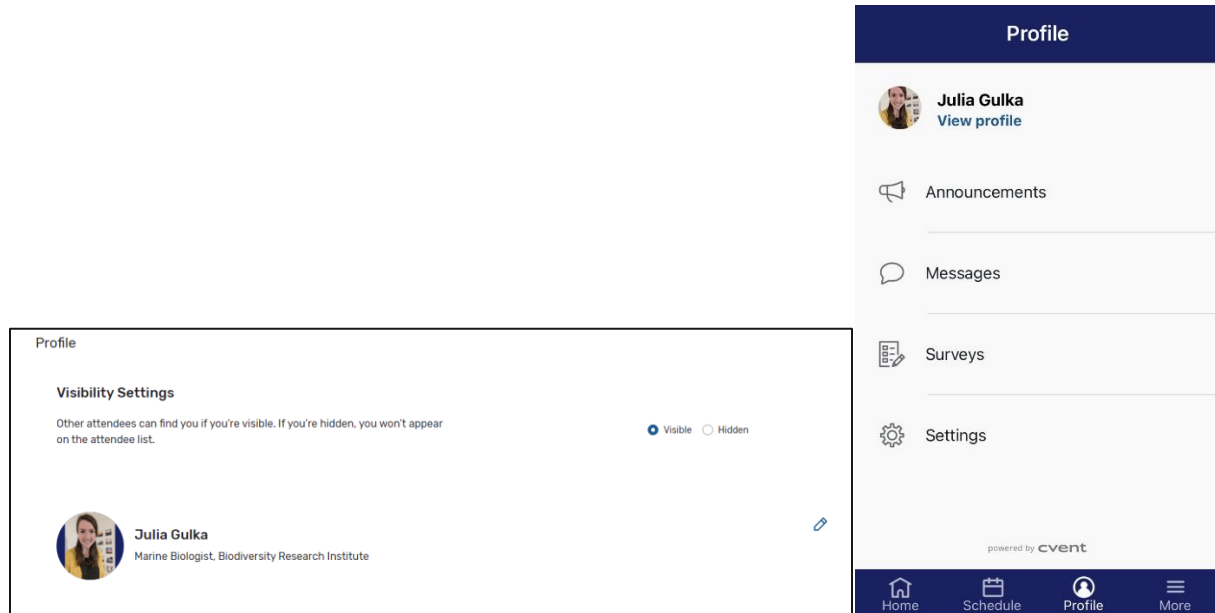 Profile
Visibility Settings
Other attendees can find you if you're visible. If you're hidden, you won't appear
on the attendee list.
Visible Hidden
Julia Gulka
Marine Biologist, Biodiversity Research Institute
Profile
Julia Gulka
View profile
Announcements
Messages
Surveys
Settings
powered by cvent
Home Schedule Profile More